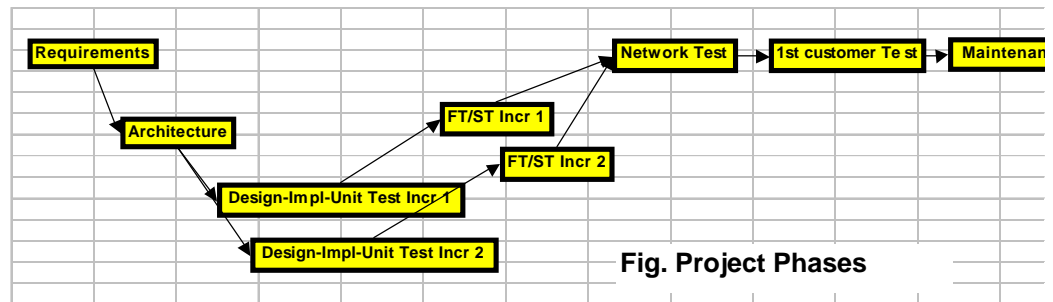 Requirements
Network Test
1st customer Te st
Maintenan
FT/ST Incr 1
Architecture
FT/ST Incr 2
Design-Impl-Unit Test Incr 1
Design-Impl-Unit Test Incr 2
Fig. Project Phases